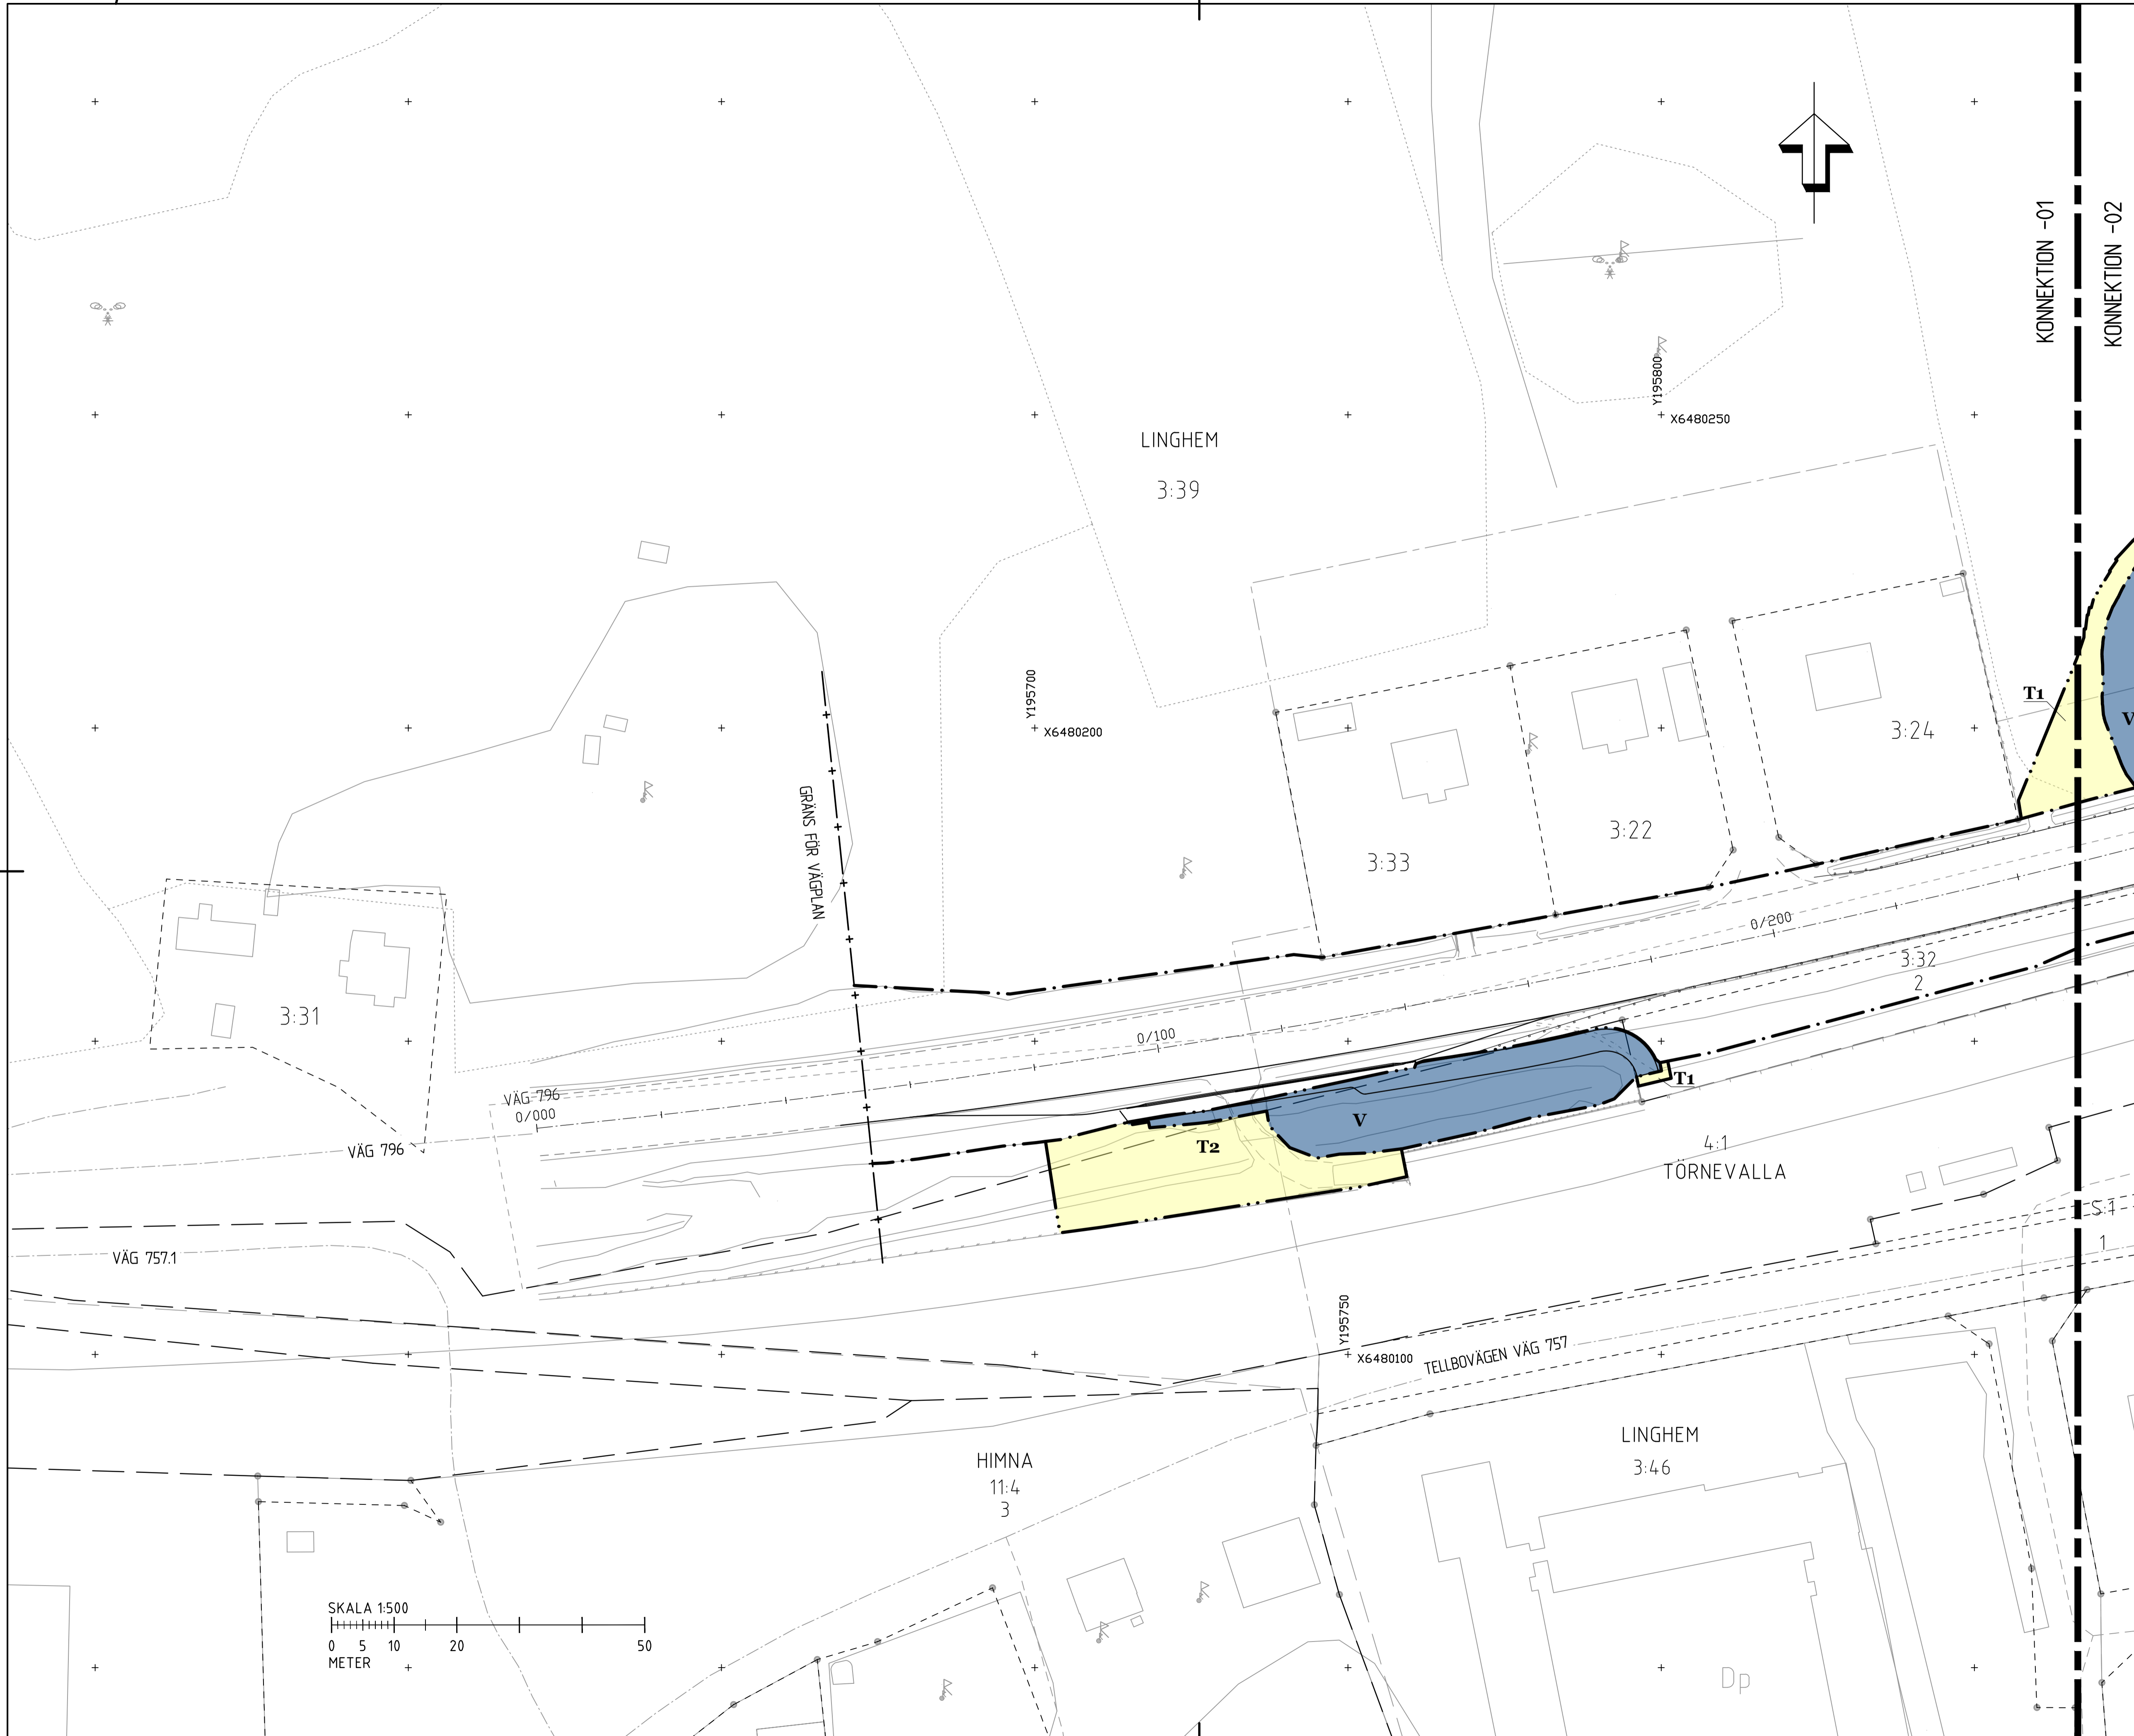 KONNEKTION -01
KONNEKTION -02
Y195800
X6480250
LINGHEM
3:39
Y195700
X6480200
T1
V
3:24
3:22
3:33
GRÄNS FÖR VÄGPLAN
3:31
0/200
3:32
2
0/100
VÄG 796
0/000
T1
V
T2
VÄG 796
4:1
TÖRNEVALLA
S:1
1
VÄG 757.1
Y195750
X6480100
TELLBOVÄGEN VÄG 757
LINGHEM
3:46
HIMNA
11:4
3
SKALA 1:500
0 5 10 20 50
METER
Dp